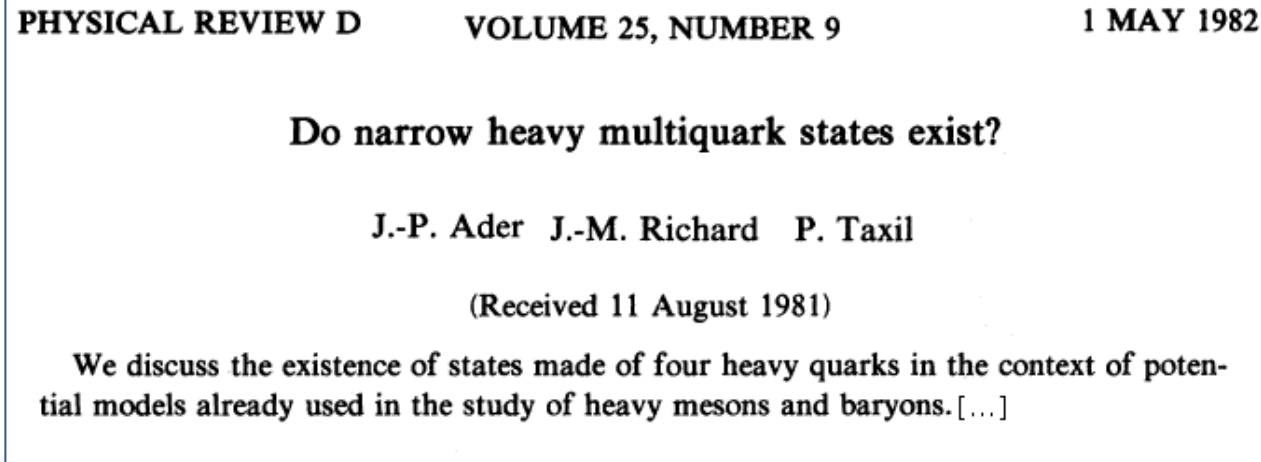 PHYSICAL REVIEW D VOLUME 25, NUMBER 9 1 MAY 1982
Do narrow heavy multiquark states exist?
J.-P. Ader J.-M. Richard P. Taxil
(Received 11 August 1981)
We discuss the existence of states made of four heavy quarks in the context of poten-
tial models already used in the study of heavy mesons and baryons. [...]